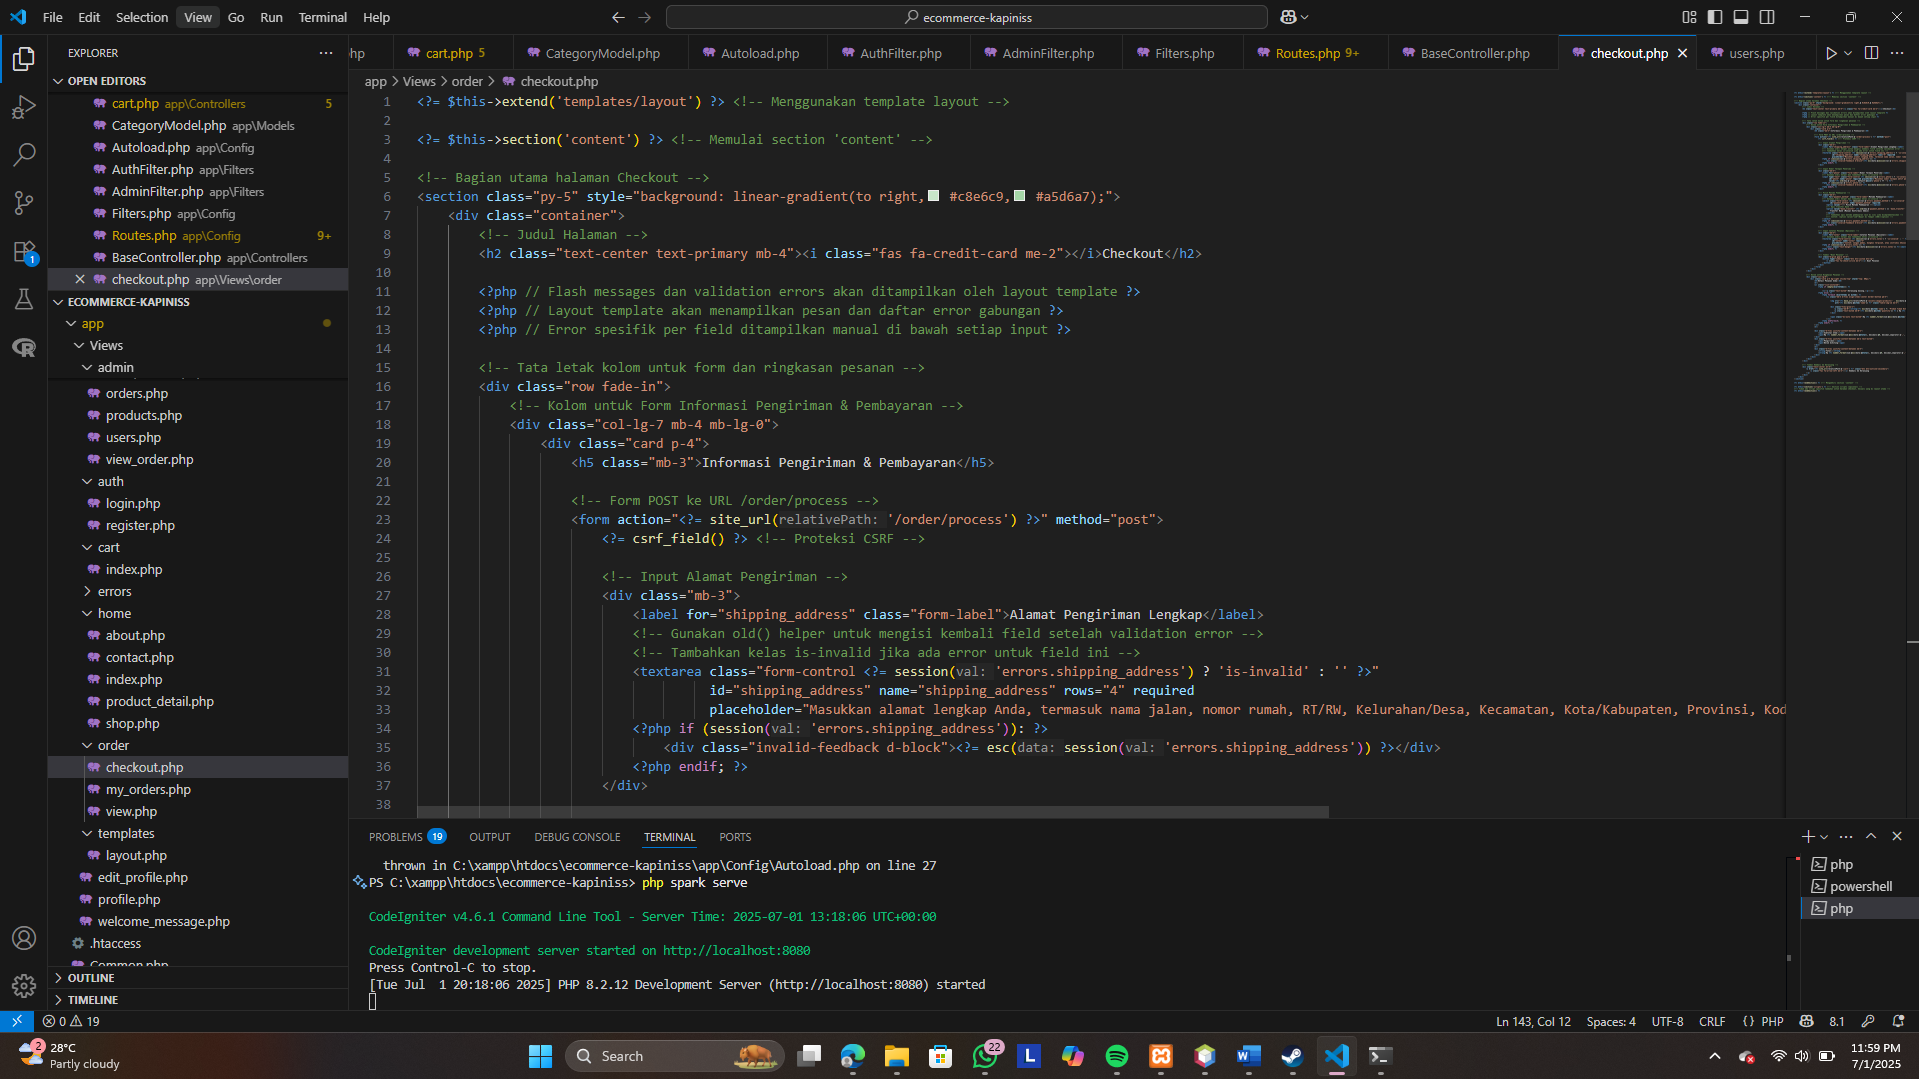 File Edit Selection View Go Run Terminal Help
ecommerce-kapiniss
EXPLORER
OPEN EDITORS
cart.php app\Controllers 5
CategoryModel.php app\Models
Autoload.php app\Config
AuthFilter.php app\Filters
AdminFilter.php app\Filters
Filters.php app\Config
Routes.php app\Config 9+
BaseController.php app\Controllers
checkout.php app\Views\order
ECOMMERCE-KAPINISS
app
Views
admin
orders.php
products.php
users.php
view_order.php
auth
login.php
register.php
cart
index.php
errors
home
about.php
contact.php
index.php
product_detail.php
shop.php
order
checkout.php
my_orders.php
view.php
templates
layout.php
edit_profile.php
profile.php
welcome_message.php
.htaccess
Common.php
OUTLINE
TIMELINE
1
hp cart.php 5 CategoryModel.php Autoload.php AuthFilter.php AdminFilter.php Filters.php Routes.php 9+ BaseController.php checkout.php users.php
app > Views > order > checkout.php
1 <?= $this->extend('templates/layout') ?> <!-- Menggunakan template layout -->
2
3 <?= $this->section('content') ?> <!-- Memulai section 'content' -->
4
5 <!-- Bagian utama halaman Checkout -->
6 <section class="py-5" style="background: linear-gradient(to right, #c8e6c9, #a5d6a7);">
7 <div class="container">
8 <!-- Judul Halaman -->
9 <h2 class="text-center text-primary mb-4"><i class="fas fa-credit-card me-2"></i>Checkout</h2>
10
11 <?php // Flash messages dan validation errors akan ditampilkan oleh layout template ?>
12 <?php // Layout template akan menampilkan pesan dan daftar error gabungan ?>
13 <?php // Error spesifik per field ditampilkan manual di bawah setiap input ?>
14
15 <!-- Tata letak kolom untuk form dan ringkasan pesanan -->
16 <div class="row fade-in">
17 <!-- Kolom untuk Form Informasi Pengiriman & Pembayaran -->
18 <div class="col-lg-7 mb-4 mb-lg-0">
19 <div class="card p-4">
20 <h5 class="mb-3">Informasi Pengiriman & Pembayaran</h5>
21
22 <!-- Form POST ke URL /order/process -->
23 <form action="<?= site_url(relativePath: '/order/process') ?>" method="post">
24 <?= csrf_field() ?> <!-- Proteksi CSRF -->
25
26 <!-- Input Alamat Pengiriman -->
27 <div class="mb-3">
28 <label for="shipping_address" class="form-label">Alamat Pengiriman Lengkap</label>
29 <!-- Gunakan old() helper untuk mengisi kembali field setelah validation error -->
30 <!-- Tambahkan kelas is-invalid jika ada error untuk field ini -->
31 <textarea class="form-control <?= session(val: 'errors.shipping_address') ? 'is-invalid' : '' ?>"
32 id="shipping_address" name="shipping_address" rows="4" required
33 placeholder="Masukkan alamat lengkap Anda, termasuk nama jalan, nomor rumah, RT/RW, Kelurahan/Desa, Kecamatan, Kota/Kabupaten, Provinsi, Kod
34 <?php if (session(val: 'errors.shipping_address')): ?>
35 <div class="invalid-feedback d-block"><?= esc(data: session(val: 'errors.shipping_address')) ?></div>
36 <?php endif; ?>
37 </div>
38
PROBLEMS 19 OUTPUT DEBUG CONSOLE TERMINAL PORTS
thrown in C:\xampp\htdocs\ecommerce-kapiniss\app\Config\Autoload.php on line 27
PS C:\xampp\htdocs\ecommerce-kapiniss> php spark serve
CodeIgniter v4.6.1 Command Line Tool - Server Time: 2025-07-01 13:18:06 UTC+00:00
CodeIgniter development server started on http://localhost:8080
Press Control-C to stop.
[Tue Jul  1 20:18:06 2025] PHP 8.2.12 Development Server (http://localhost:8080) started
php
powershell
php
0 19
Ln 143, Col 12 Spaces: 4 UTF-8 CRLF {} PHP 8.1
2
28°C
Partly cloudy
Search
22
L
11:59 PM
7/1/2025